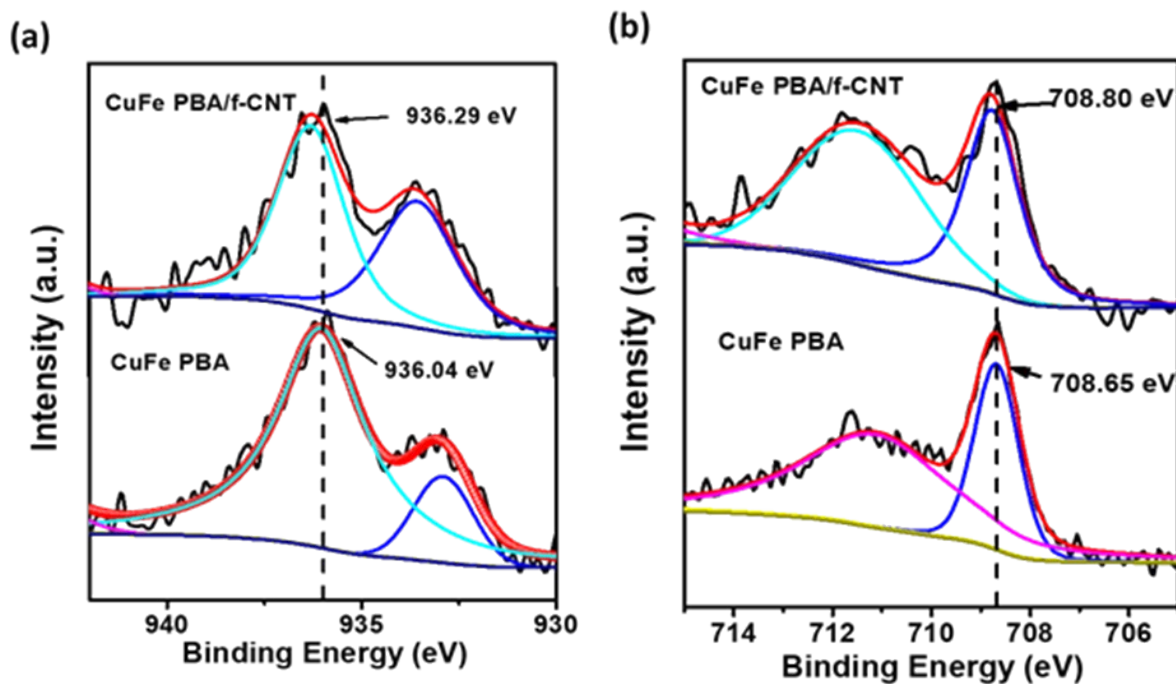 (a)
CuFe PBA/f-CNT
936.29 eV
CuFe PBA
936.04 eV
Intensity (a.u.)
940 935 930
Binding Energy (eV)
(b)
CuFe PBA/f-CNT
708.80 eV
CuFe PBA
708.65 eV
Intensity (a.u.)
714 712 710 708 706
Binding Energy (eV)